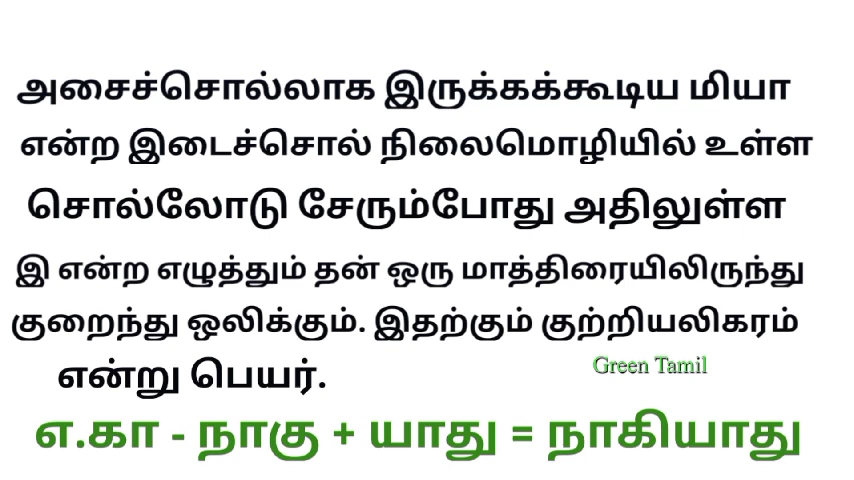 அசைச்சொல்லாக இருக்கக்கூடிய மியா
என்ற இடைச்சொல் நிலைமொழியில் உள்ள
சொல்லோடு சேரும்போது அதிலுள்ள
இ என்ற எழுத்தும் தன் ஒரு மாத்திரையிலிருந்து
குறைந்து ஒலிக்கும். இதற்கும் குற்றியலிகரம்
என்று பெயர்.
Green Tamil
எ.கா - நாகு + யாது = நாகியாது